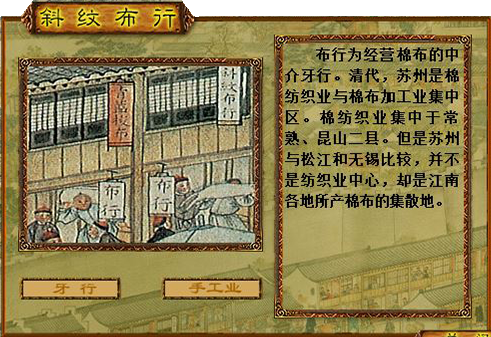 斜纹布行
布行为经营棉布的中
介牙行。清代，苏州是棉
纺织业与棉布加工业集中
区。棉纺织业集中于常
熟、昆山二县。但是苏州
与松江和无锡比较，并不
是纺织业中心，却是江南
各地所产棉布的集散地。
斜紋布行
布行
布行
牙行
手工业